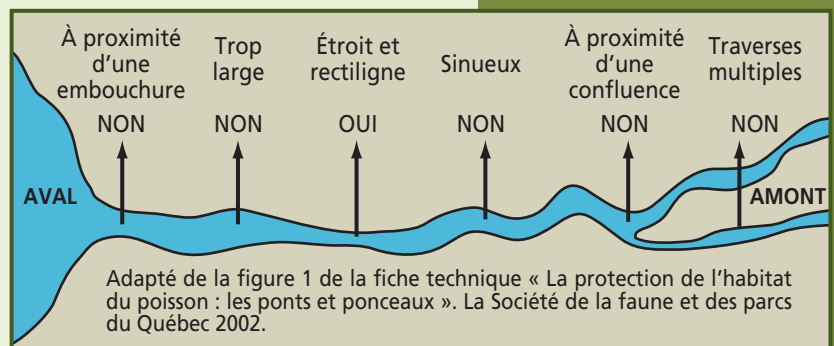 À proximité
d'une
embouchure
NON
Trop
large
NON
Étroit et
rectiligne
OUI
Sinueux
NON
À proximité
d'une
confluence
NON
Traverses
multiples
NON
AVAL
AMONT
Adapté de la figure 1 de la fiche technique « La protection de l'habitat
du poisson : les ponts et ponceaux ». La Société de la faune et des parcs
du Québec 2002.